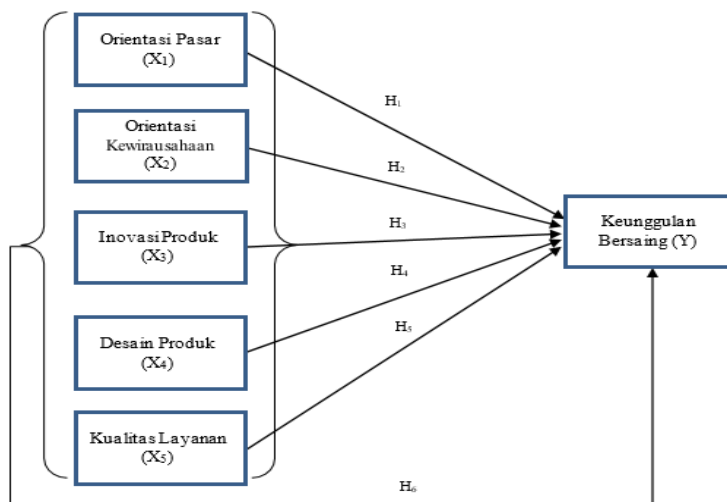 Orientasi Pasar
(X₁)
H₁
Orientasi
Kewirausahaan
(X₂)
H₂
Inovasi Produk
(X₃)
H₃
Keunggulan
Bersaing (Y)
H₄
Desain Produk
(X₄)
H₅
Kualitas Layanan
(X₅)
H₆